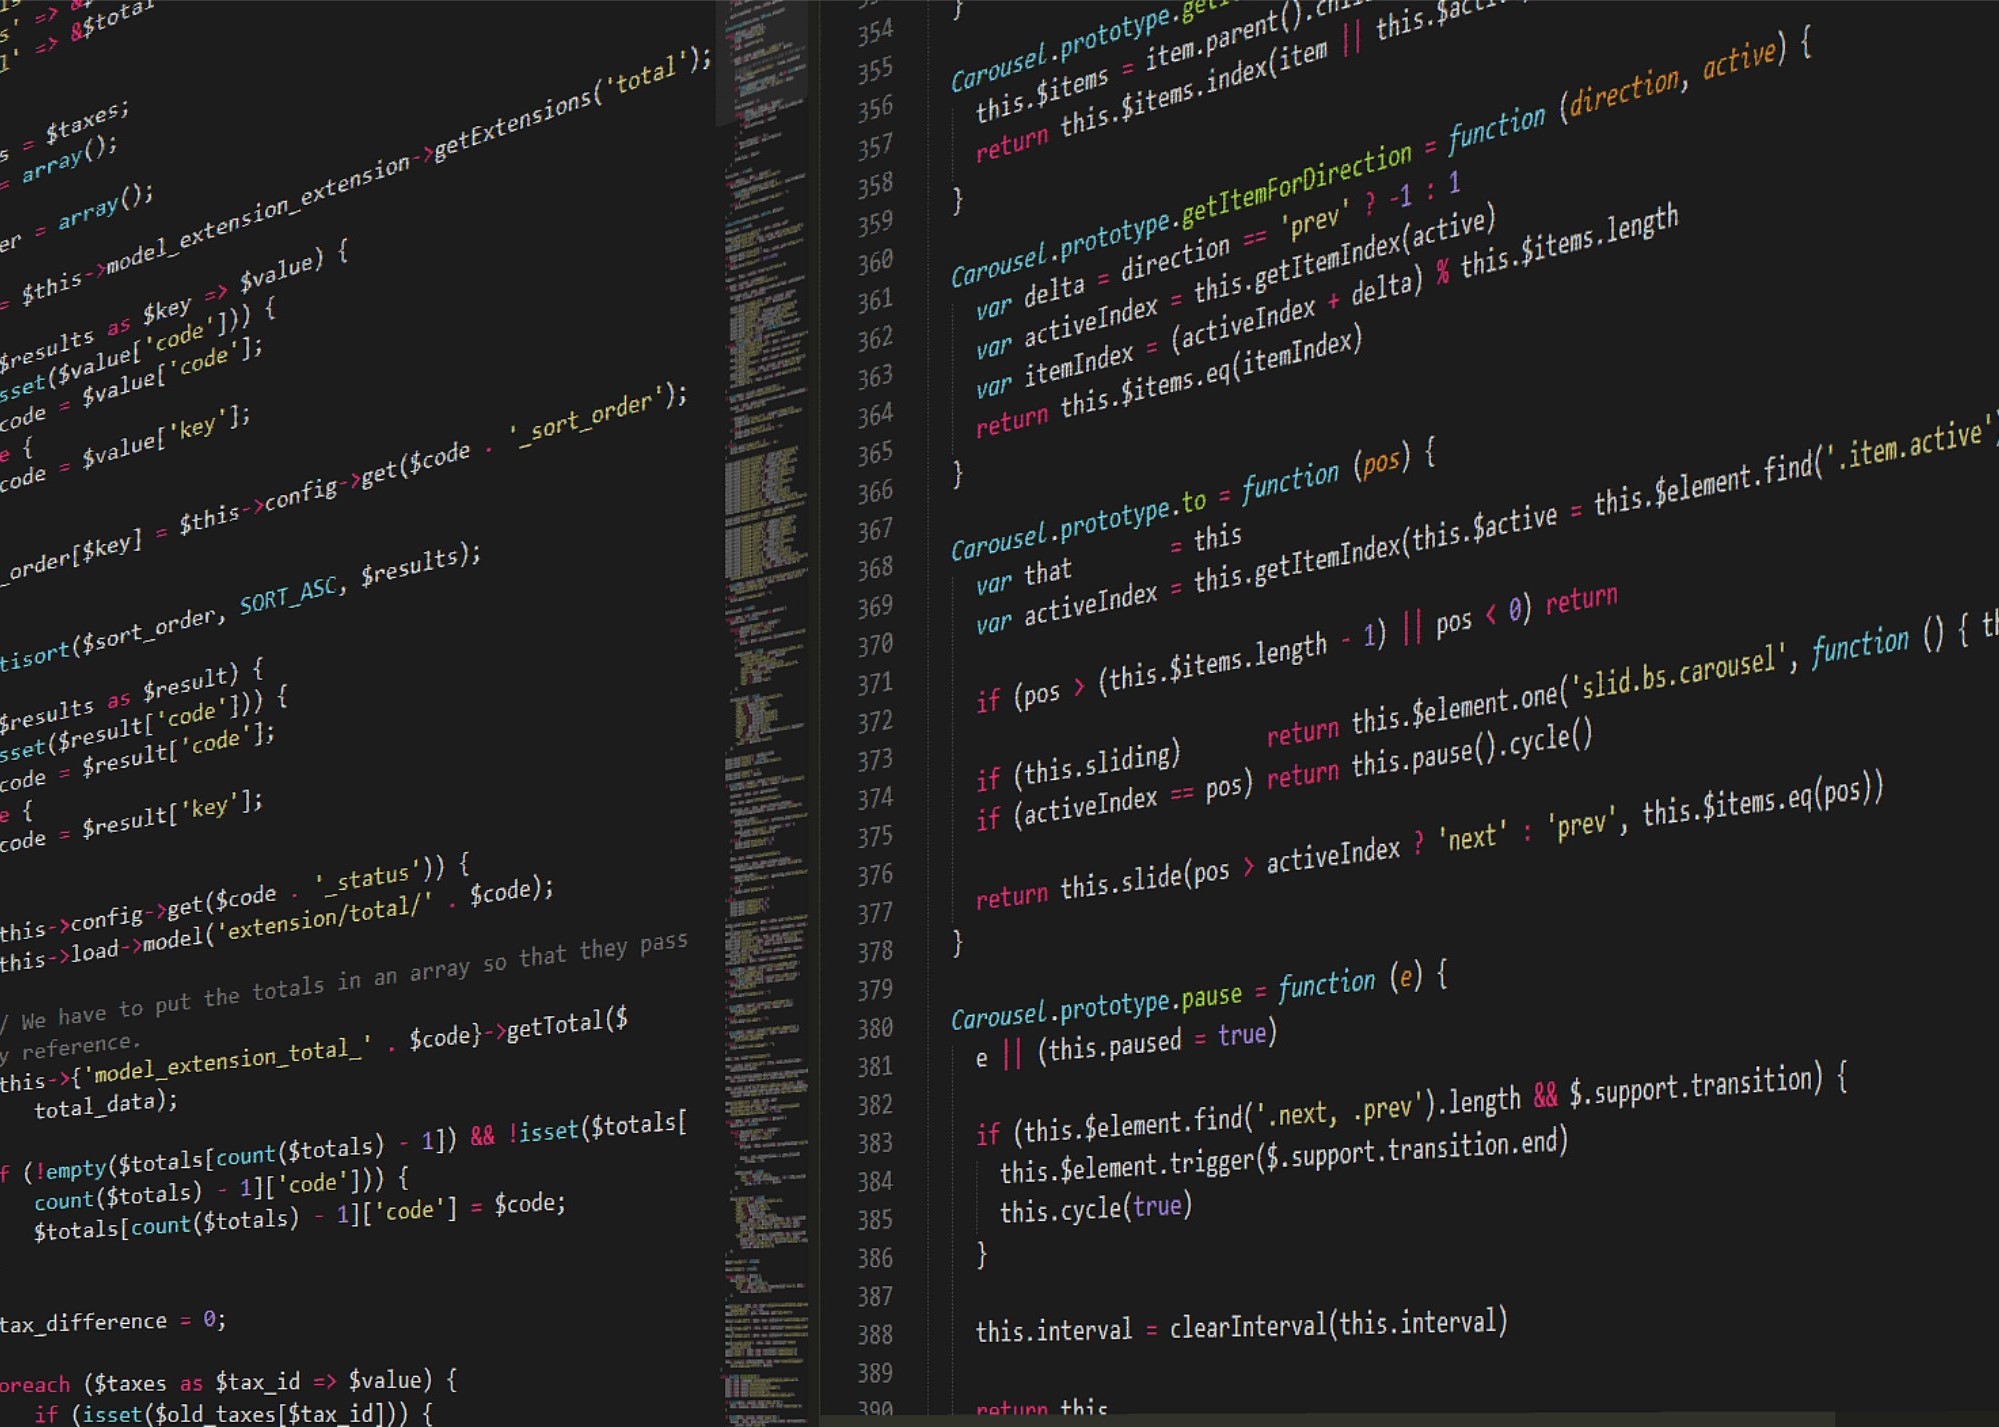 ' => &$total
= $taxes;
= array();
= array();
= $this->model_extension_extension->getExtensions('total');
$results as $key => $value) {
sset($value['code'])) {
code = $value['code'];
e {
code = $value['key'];
_order[$key] = $this->config->get($code . '_sort_order');
tisort($sort_order, SORT_ASC, $results);
$results as $result) {
sset($result['code'])) {
code = $result['code'];
e {
code = $result['key'];
this->config->get($code . '_status')) {
this->load->model('extension/total/' . $code);
/ We have to put the totals in an array so that they pass
y reference.
this->{'model_extension_total_' . $code}->getTotal($
total_data);
f (!empty($totals[count($totals) - 1]) && !isset($totals[
count($totals) - 1]['code'])) {
$totals[count($totals) - 1]['code'] = $code;
tax_difference = 0;
oreach ($taxes as $tax_id => $value) {
if (isset($old_taxes[$tax_id])) {
354 }
355 Carousel.prototype.get
356 this.$items = item.parent().
357 return this.$items.index(item || this.$
358 }
359
360 Carousel.prototype.getItemForDirection = function (direction, active) {
361 var delta = direction == 'prev' ? -1 : 1
362 var activeIndex = this.getItemIndex(active)
363 var itemIndex = (activeIndex + delta) % this.$items.length
364 return this.$items.eq(itemIndex)
365 }
366
367 Carousel.prototype.to = function (pos) {
368 var that = this
369 var activeIndex = this.getItemIndex(this.$active = this.$element.find('.item.active')
370
371 if (pos > (this.$items.length - 1) || pos < 0) return
372
373 if (this.sliding) return this.$element.one('slid.bs.carousel', function () { th
374 if (activeIndex == pos) return this.pause().cycle()
375
376 return this.slide(pos > activeIndex ? 'next' : 'prev', this.$items.eq(pos))
377 }
378
379 Carousel.prototype.pause = function (e) {
380 e || (this.paused = true)
381
382 if (this.$element.find('.next, .prev').length && $.support.transition) {
383 this.$element.trigger($.support.transition.end)
384 this.cycle(true)
385 }
386
387 this.interval = clearInterval(this.interval)
388
389 return this
390